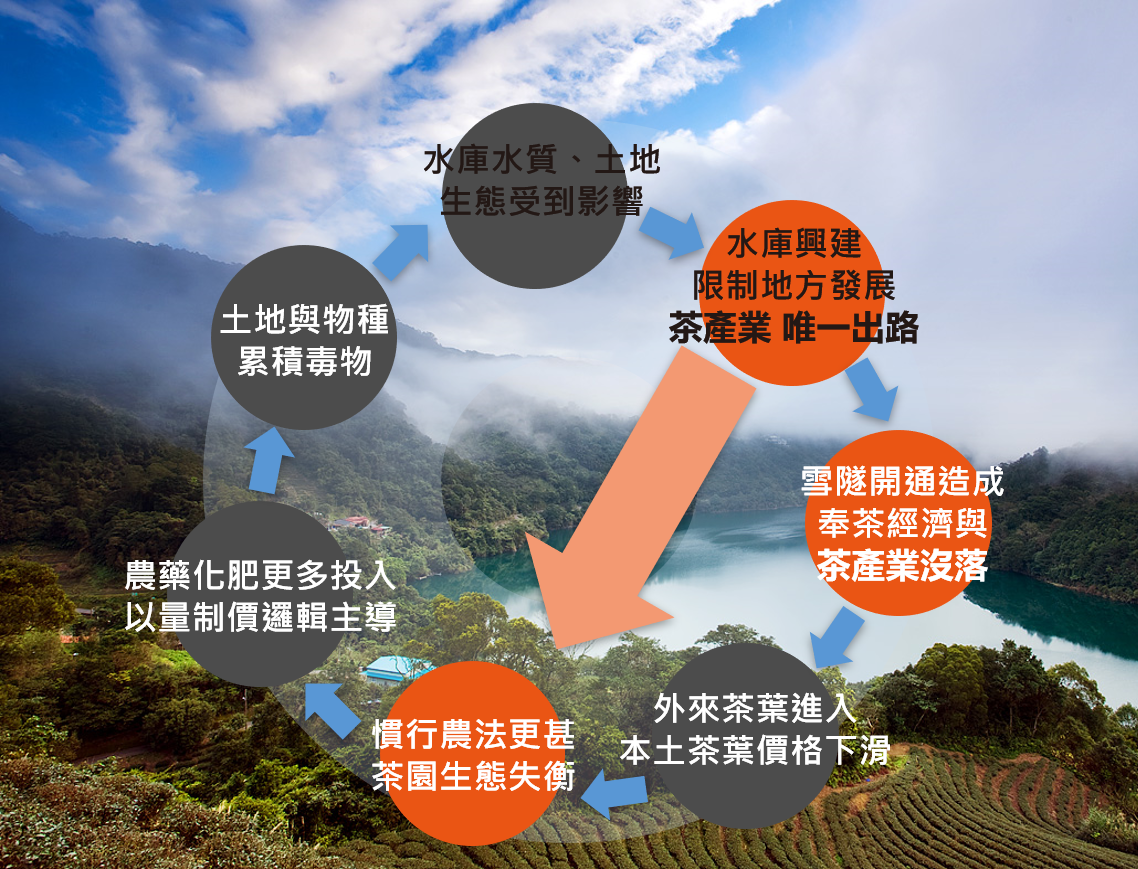 水庫水質、土地
生態受到影響
水庫興建
限制地方發展
茶產業 唯一出路
雪隧開通造成
奉茶經濟與
茶產業沒落
外來茶葉進入
本土茶葉價格下滑
慣行農法更甚
茶園生態失衡
農藥化肥更多投入
以量制價邏輯主導
土地與物種
累積毒物